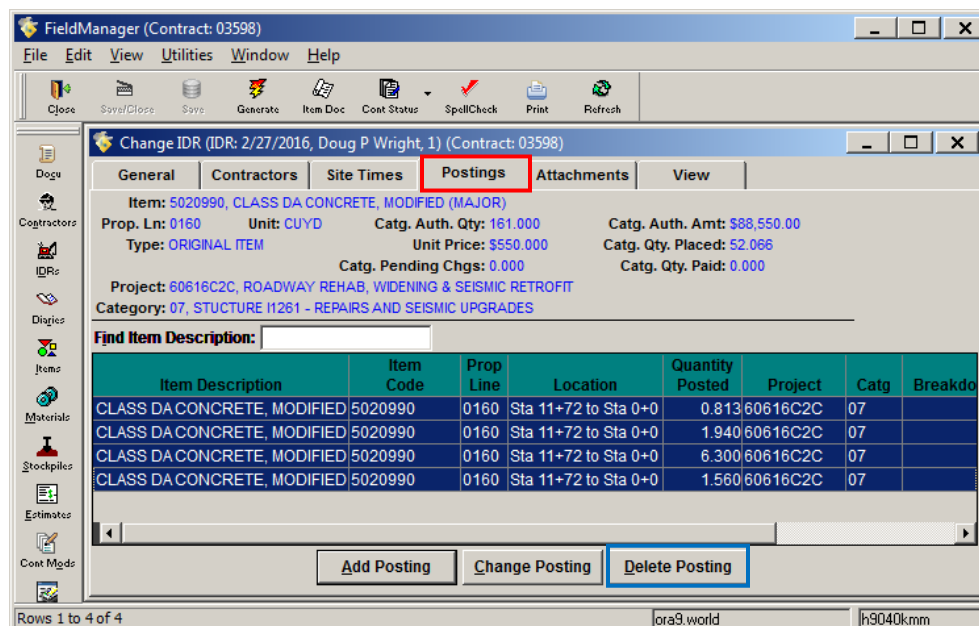 FieldManager (Contract: 03598)
File Edit View Utilities Window Help
Close Save/Close Save Generate Item Doc Cont Status SpellCheck Print Refresh
Change IDR (IDR: 2/27/2016, Doug P Wright, 1) (Contract: 03598)
General Contractors Site Times Postings Attachments View
Item: 5020990, CLASS DA CONCRETE, MODIFIED (MAJOR)
Prop. Ln: 0160 Unit: CUYD Catg. Auth. Qty: 161.000 Catg. Auth. Amt: $88,550.00
Type: ORIGINAL ITEM Unit Price: $550.000 Catg. Qty. Placed: 52.066
Catg. Pending Chgs: 0.000 Catg. Qty. Paid: 0.000
Project: 60616C2C, ROADWAY REHAB, WIDENING & SEISMIC RETROFIT
Category: 07, STUCTURE I1261 - REPAIRS AND SEISMIC UPGRADES
Find Item Description:
Item Description Item Code Prop Line Location Quantity Posted Project Catg Breakdo
CLASS DA CONCRETE, MODIFIED 5020990 0160 Sta 11+72 to Sta 0+0 0.813 60616C2C 07
CLASS DA CONCRETE, MODIFIED 5020990 0160 Sta 11+72 to Sta 0+0 1.940 60616C2C 07
CLASS DA CONCRETE, MODIFIED 5020990 0160 Sta 11+72 to Sta 0+0 6.300 60616C2C 07
CLASS DA CONCRETE, MODIFIED 5020990 0160 Sta 11+72 to Sta 0+0 1.560 60616C2C 07
Add Posting Change Posting Delete Posting
Docu
Contractors
IDRs
Diaries
Items
Materials
Stockpiles
Estimates
Cont Mods
Rows 1 to 4 of 4 ora9.world h9040kmm